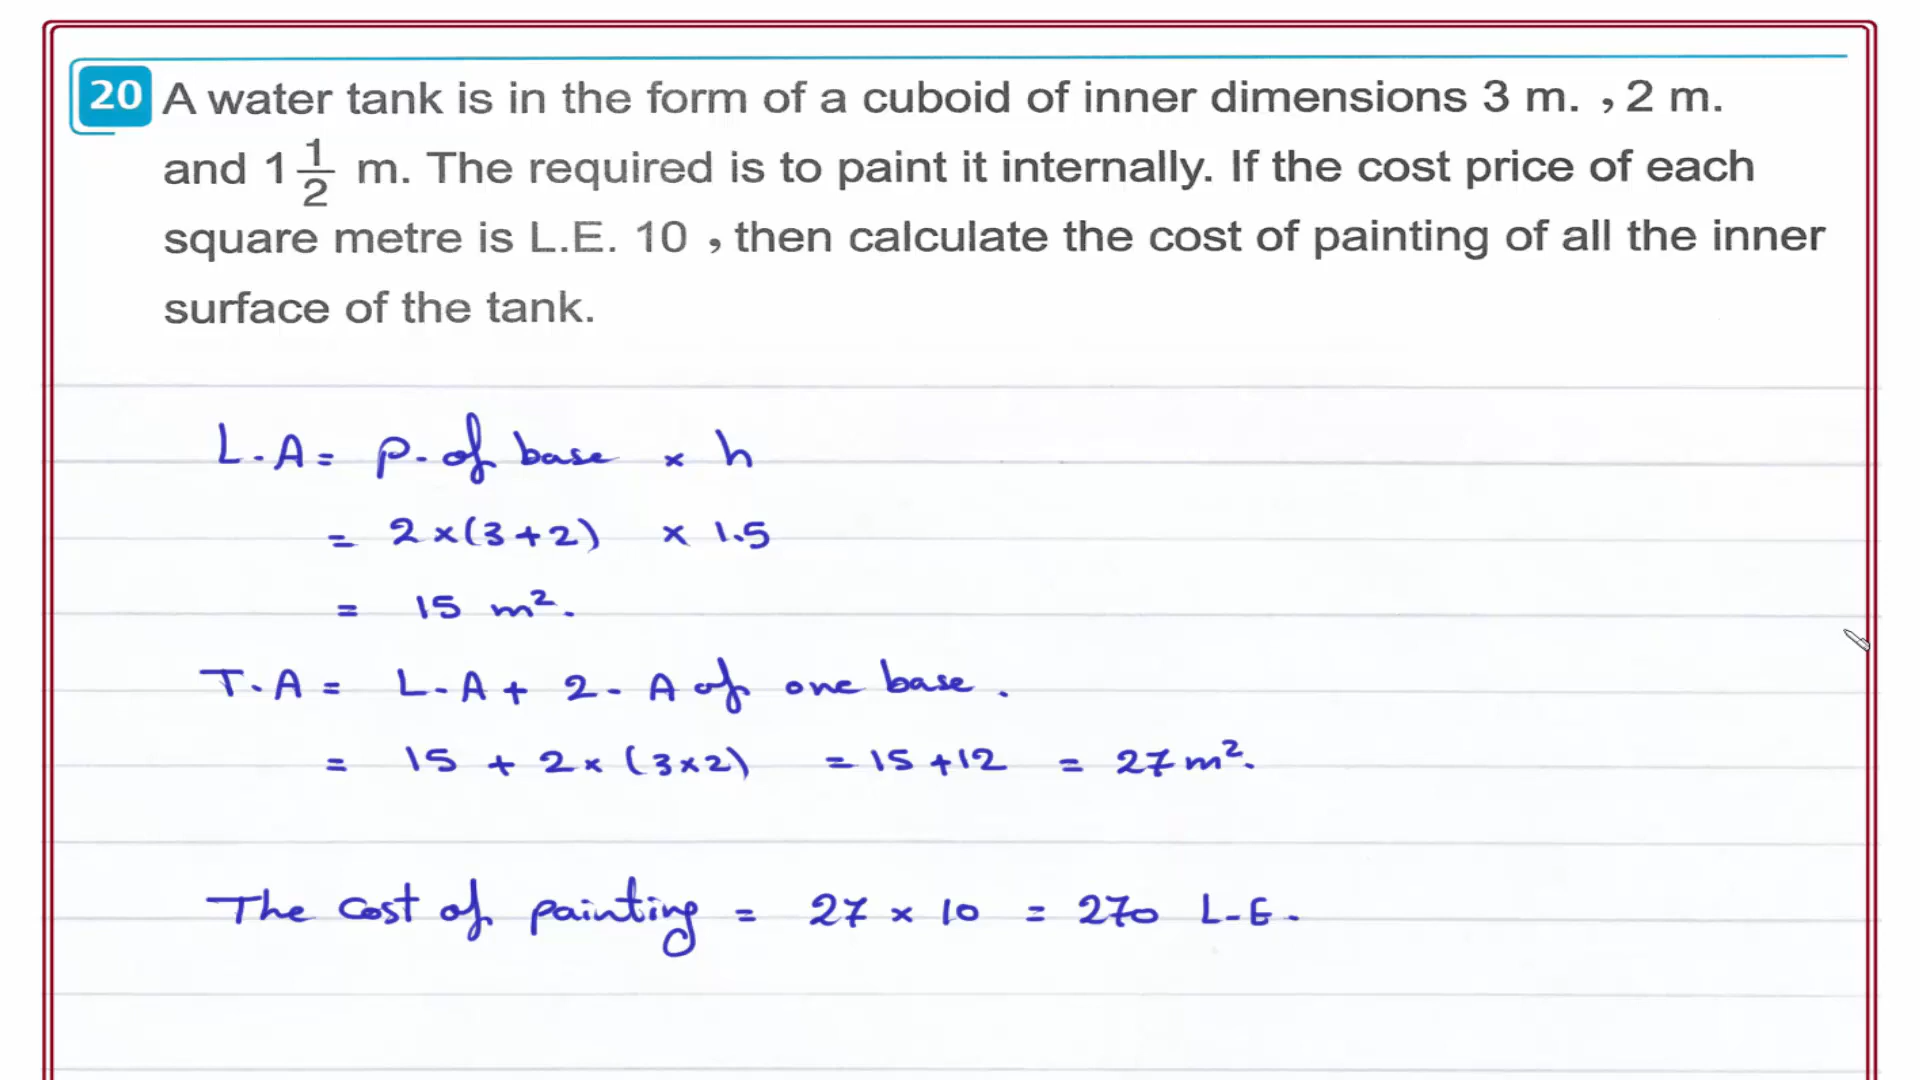 20 A water tank is in the form of a cuboid of inner dimensions 3 m. , 2 m.
and 1 1/2 m. The required is to paint it internally. If the cost price of each
square metre is L.E. 10 , then calculate the cost of painting of all the inner
surface of the tank.
L.A = P. of base × h
= 2 × (3 + 2) × 1.5
= 15 m².
T.A = L.A + 2 - A of one base .
= 15 + 2 × (3 × 2) = 15 + 12 = 27 m².
The cost of painting = 27 × 10 = 270 L-E.